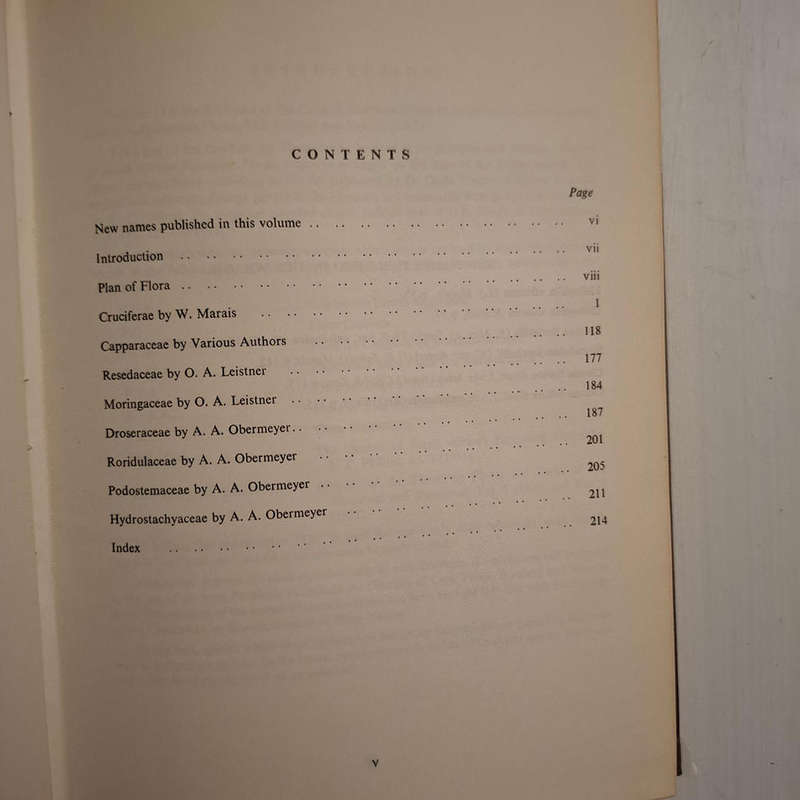 CONTENTS
Page
New names published in this volume .. .. .. .. .. .. .. .. .. .. .. vi
Introduction .. .. .. .. .. .. .. .. .. .. .. .. .. .. .. .. vii
Plan of Flora .. .. .. .. .. .. .. .. .. .. .. .. .. .. .. .. viii
Cruciferae by W. Marais .. .. .. .. .. .. .. .. .. .. .. .. .. 1
Capparaceae by Various Authors .. .. .. .. .. .. .. .. .. .. .. 118
Resedaceae by O. A. Leistner .. .. .. .. .. .. .. .. .. .. .. .. 177
Moringaceae by O. A. Leistner .. .. .. .. .. .. .. .. .. .. .. .. 184
Droseraceae by A. A. Obermeyer .. .. .. .. .. .. .. .. .. .. .. .. 187
Roridulaceae by A. A. Obermeyer .. .. .. .. .. .. .. .. .. .. .. 201
Podostemaceae by A. A. Obermeyer .. .. .. .. .. .. .. .. .. .. .. 205
Hydrostachyaceae by A. A. Obermeyer .. .. .. .. .. .. .. .. .. .. 211
Index .. .. .. .. .. .. .. .. .. .. .. .. .. .. .. .. .. 214
v